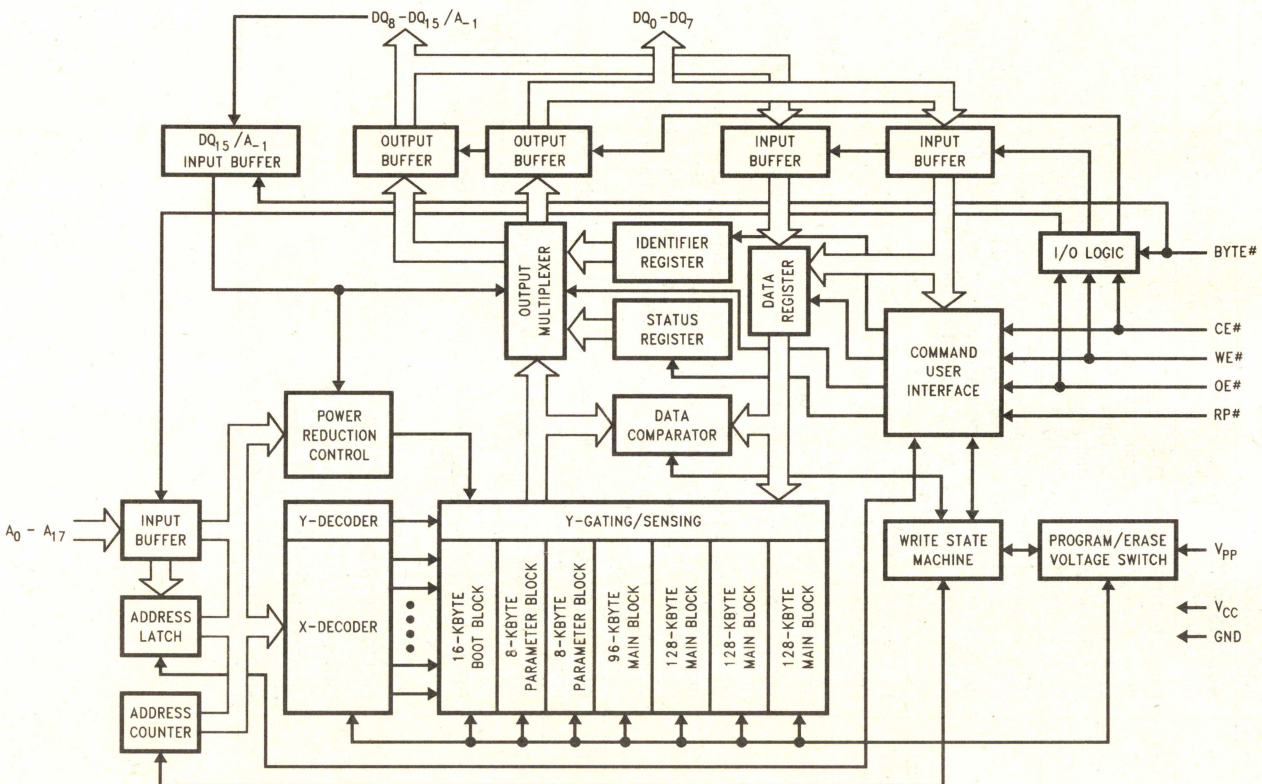 DQ8-DQ15/A-1
DQ0-DQ7
DQ15/A-1
INPUT BUFFER
OUTPUT
BUFFER
OUTPUT
BUFFER
INPUT
BUFFER
INPUT
BUFFER
OUTPUT
MULTIPLEXER
IDENTIFIER
REGISTER
STATUS
REGISTER
DATA
REGISTER
I/O LOGIC
BYTE#
CE#
WE#
OE#
RP#
COMMAND
USER
INTERFACE
POWER
REDUCTION
CONTROL
DATA
COMPARATOR
A0 - A17
INPUT
BUFFER
ADDRESS
LATCH
ADDRESS
COUNTER
Y-DECODER
X-DECODER
Y-GATING/SENSING
16-KBYTE
BOOT BLOCK
8-KBYTE
PARAMETER BLOCK
8-KBYTE
PARAMETER BLOCK
96-KBYTE
MAIN BLOCK
128-KBYTE
MAIN BLOCK
128-KBYTE
MAIN BLOCK
128-KBYTE
MAIN BLOCK
WRITE STATE
MACHINE
PROGRAM/ERASE
VOLTAGE SWITCH
VPP
VCC
GND